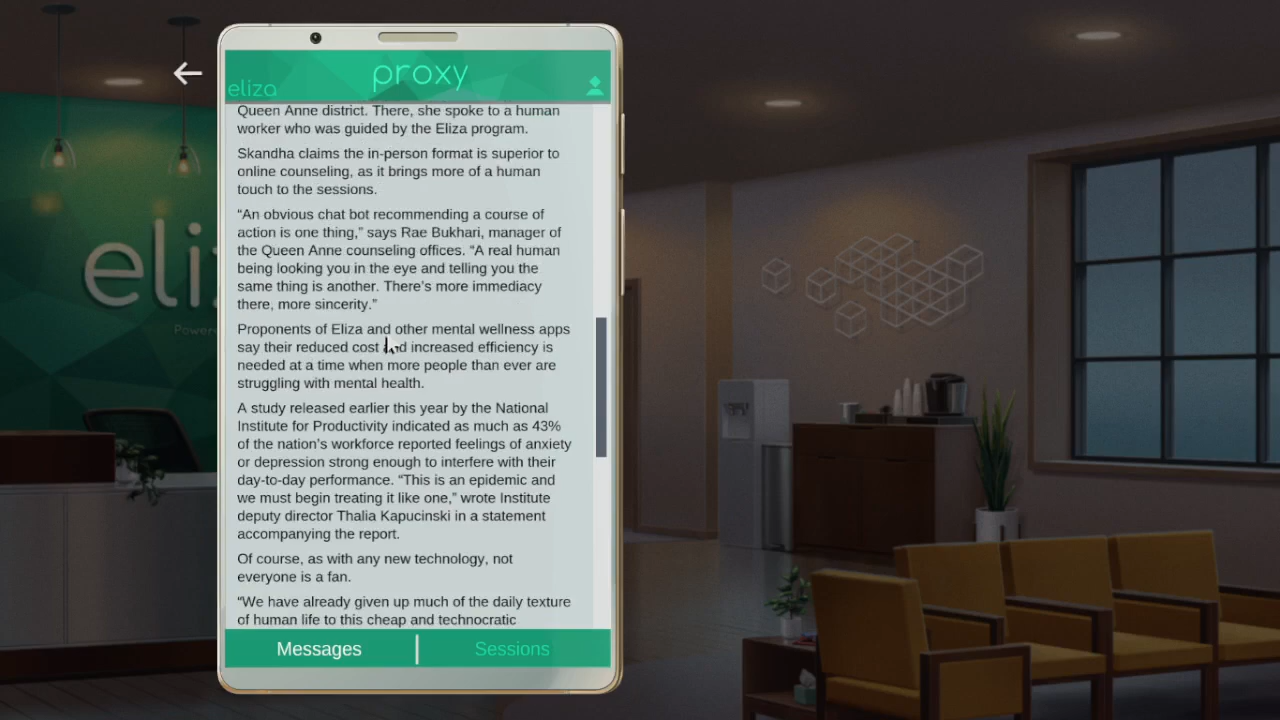 proxy
eliza
Queen Anne district. There, she spoke to a human
worker who was guided by the Eliza program.
Skandha claims the in-person format is superior to
online counseling, as it brings more of a human
touch to the sessions.
“An obvious chat bot recommending a course of
action is one thing,” says Rae Bukhari, manager of
the Queen Anne counseling offices. “A real human
being looking you in the eye and telling you the
same thing is another. There’s more immediacy
there, more sincerity.”
Proponents of Eliza and other mental wellness apps
say their reduced cost and increased efficiency is
needed at a time when more people than ever are
struggling with mental health.
A study released earlier this year by the National
Institute for Productivity indicated as much as 43%
of the nation’s workforce reported feelings of anxiety
or depression strong enough to interfere with their
day-to-day performance. “This is an epidemic and
we must begin treating it like one,” wrote Institute
deputy director Thalia Kapucinski in a statement
accompanying the report.
Of course, as with any new technology, not
everyone is a fan.
“We have already given up much of the daily texture
of human life to this cheap and technocratic
Messages
Sessions
eli
Powe